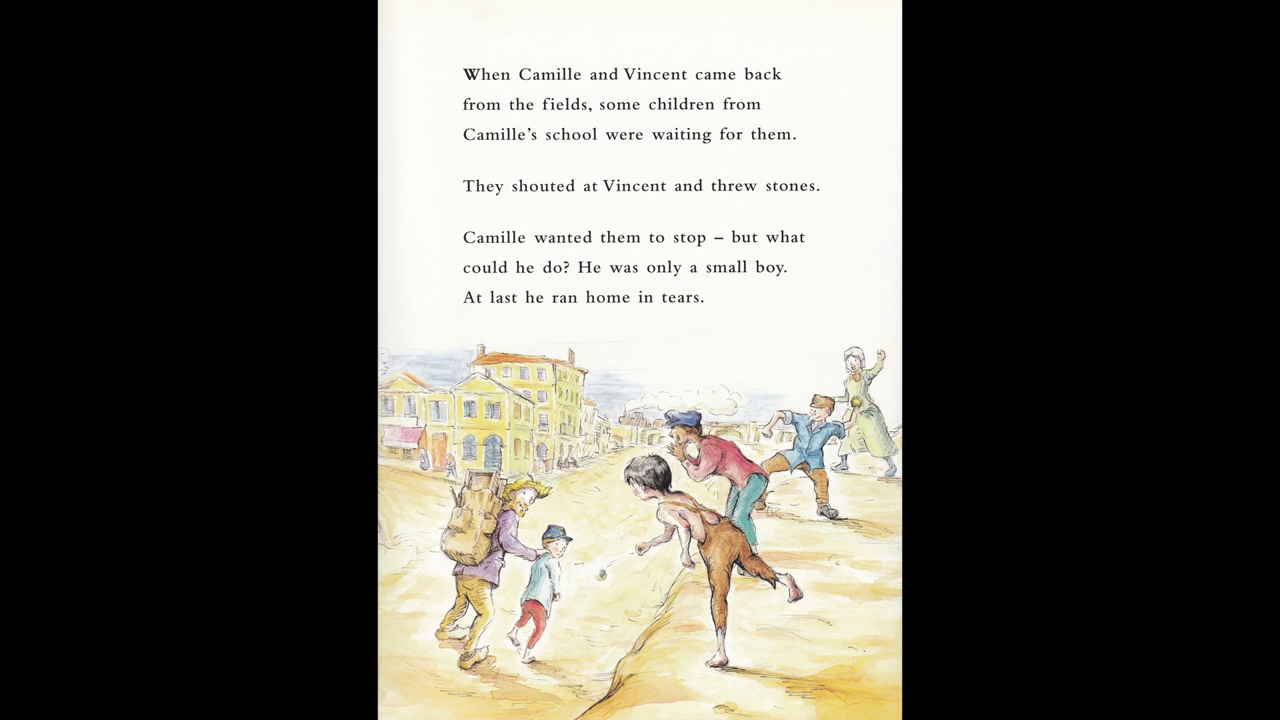 When Camille and Vincent came back
from the fields, some children from
Camille’s school were waiting for them.
They shouted at Vincent and threw stones.
Camille wanted them to stop – but what
could he do? He was only a small boy.
At last he ran home in tears.